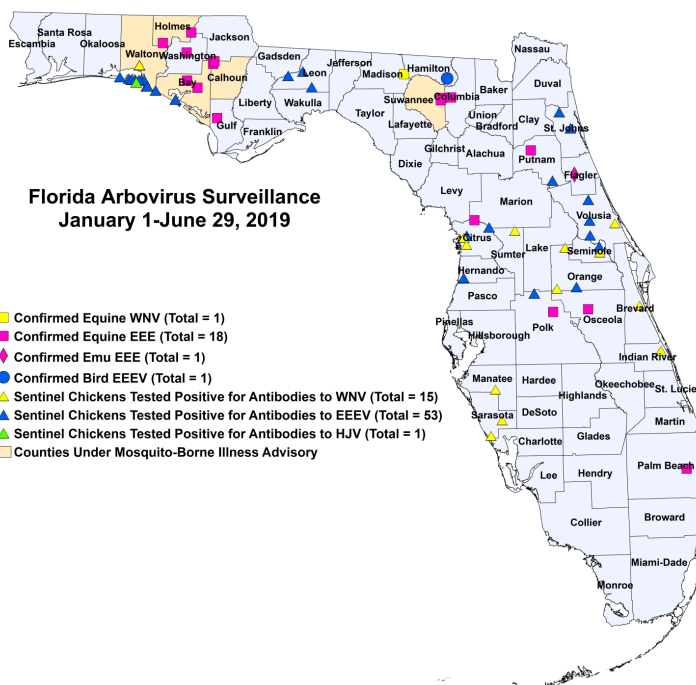 Holmes
Santa Rosa
Jackson
Escambia
Okaloosa
Walton
Washington
Gadsden
Jefferson
Nassau
Hamilton
Madison
Leon
Bay
Calhoun
Duval
Baker
Columbia
Suwannee
Liberty
Wakulla
Taylor
Union
Clay
Bradford
St. Johns
Gulf
Franklin
Lafayette
Gilchrist
Alachua
Putnam
Dixie
Flagler
Levy
Marion
Volusia
Citrus
Lake
Sumter
Seminole
Hernando
Orange
Pasco
Brevard
Pinellas
Hillsborough
Polk
Osceola
Indian River
Manatee
Hardee
Okeechobee
St. Lucie
Highlands
Sarasota
DeSoto
Martin
Charlotte
Glades
Palm Beach
Lee
Hendry
Broward
Collier
Miami-Dade
Monroe
Florida Arbovirus Surveillance
January 1-June 29, 2019
Confirmed Equine WNV (Total = 1)
Confirmed Equine EEE (Total = 18)
Confirmed Emu EEE (Total = 1)
Confirmed Bird EEEV (Total = 1)
Sentinel Chickens Tested Positive for Antibodies to WNV (Total = 15)
Sentinel Chickens Tested Positive for Antibodies to EEEV (Total = 53)
Sentinel Chickens Tested Positive for Antibodies to HJV (Total = 1)
Counties Under Mosquito-Borne Illness Advisory